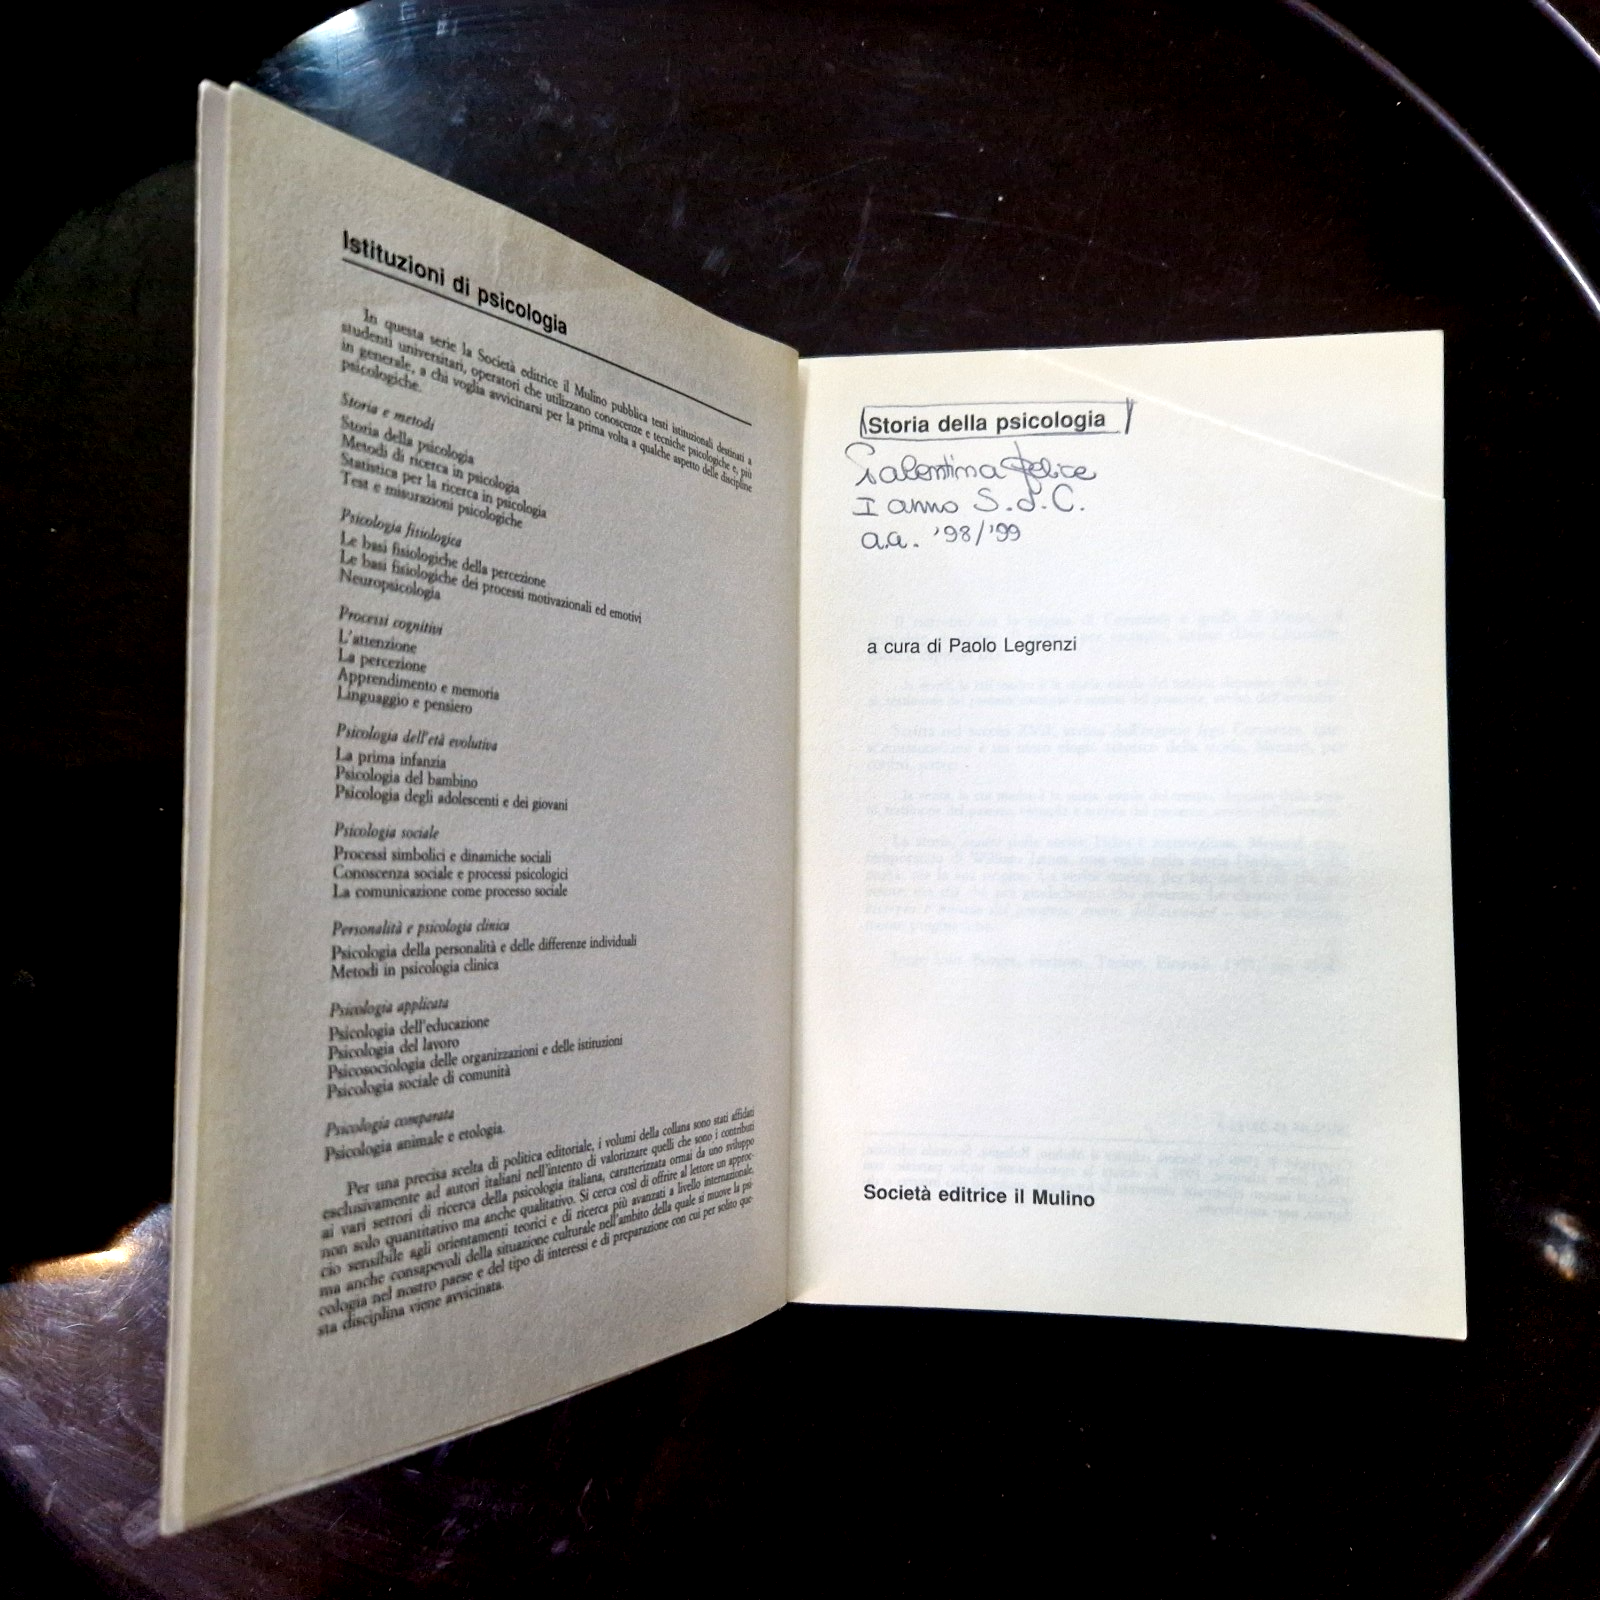 Istituzioni di psicologia
In questa serie la Società editrice il Mulino pubblica testi istituzionali destinati a
studenti universitari, operatori che utilizzano conoscenze e tecniche psicologiche e, più
in generale, a chi voglia avvicinarsi per la prima volta a qualche aspetto delle discipline
psicologiche.
Storia e metodi
Storia della psicologia
Metodi di ricerca in psicologia
Statistica per la ricerca in psicologia
Test e misurazioni psicologiche
Psicologia fisiologica
Le basi fisiologiche della percezione
Le basi fisiologiche dei processi motivazionali ed emotivi
Neuropsicologia
Processi cognitivi
L'attenzione
La percezione
Apprendimento e memoria
Linguaggio e pensiero
Psicologia dell'età evolutiva
La prima infanzia
Psicologia del bambino
Psicologia degli adolescenti e dei giovani
Psicologia sociale
Processi simbolici e dinamiche sociali
Conoscenza sociale e processi psicologici
La comunicazione come processo sociale
Personalità e psicologia clinica
Psicologia della personalità e delle differenze individuali
Metodi in psicologia clinica
Psicologia applicata
Psicologia dell'educazione
Psicologia del lavoro
Psicosociologia delle organizzazioni e delle istituzioni
Psicologia sociale di comunità
Psicologia comparata
Psicologia animale e etologia.
Per una precisa scelta di politica editoriale, i volumi della collana sono stati affidati
esclusivamente ad autori italiani nell'intento di valorizzare quelli che sono i contributi
ai vari settori di ricerca della psicologia italiana, caratterizzata ormai da uno sviluppo
non solo quantitativo ma anche qualitativo. Si cerca così di offrire al lettore un approc-
cio sensibile agli orientamenti teorici e di ricerca più avanzati a livello internazionale,
ma anche consapevoli della situazione culturale nell'ambito della quale si muove la psi-
cologia nel nostro paese e del tipo di interessi e di preparazione con cui per solito que-
sta disciplina viene avvicinata.
Storia della psicologia
Valentina Felice
I anno S.d.C.
a.a. '98/'99
a cura di Paolo Legrenzi
Società editrice il Mulino